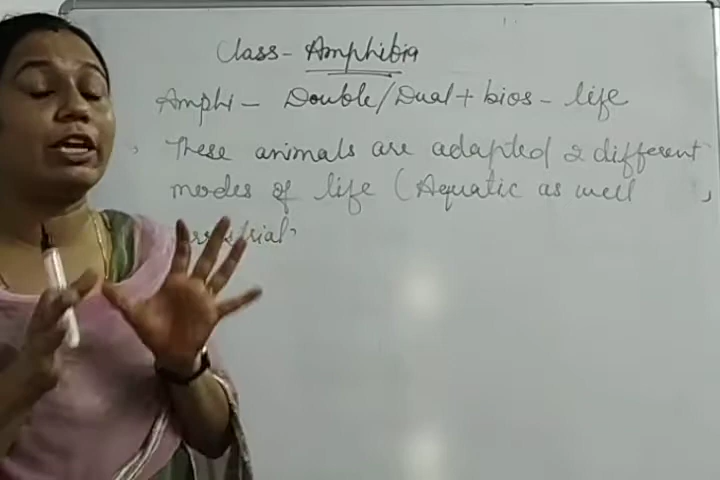 Class - Amphibia
Amphi - Double/Dual + bios - life
These animals are adapted 2 different
modes of life (Aquatic as well